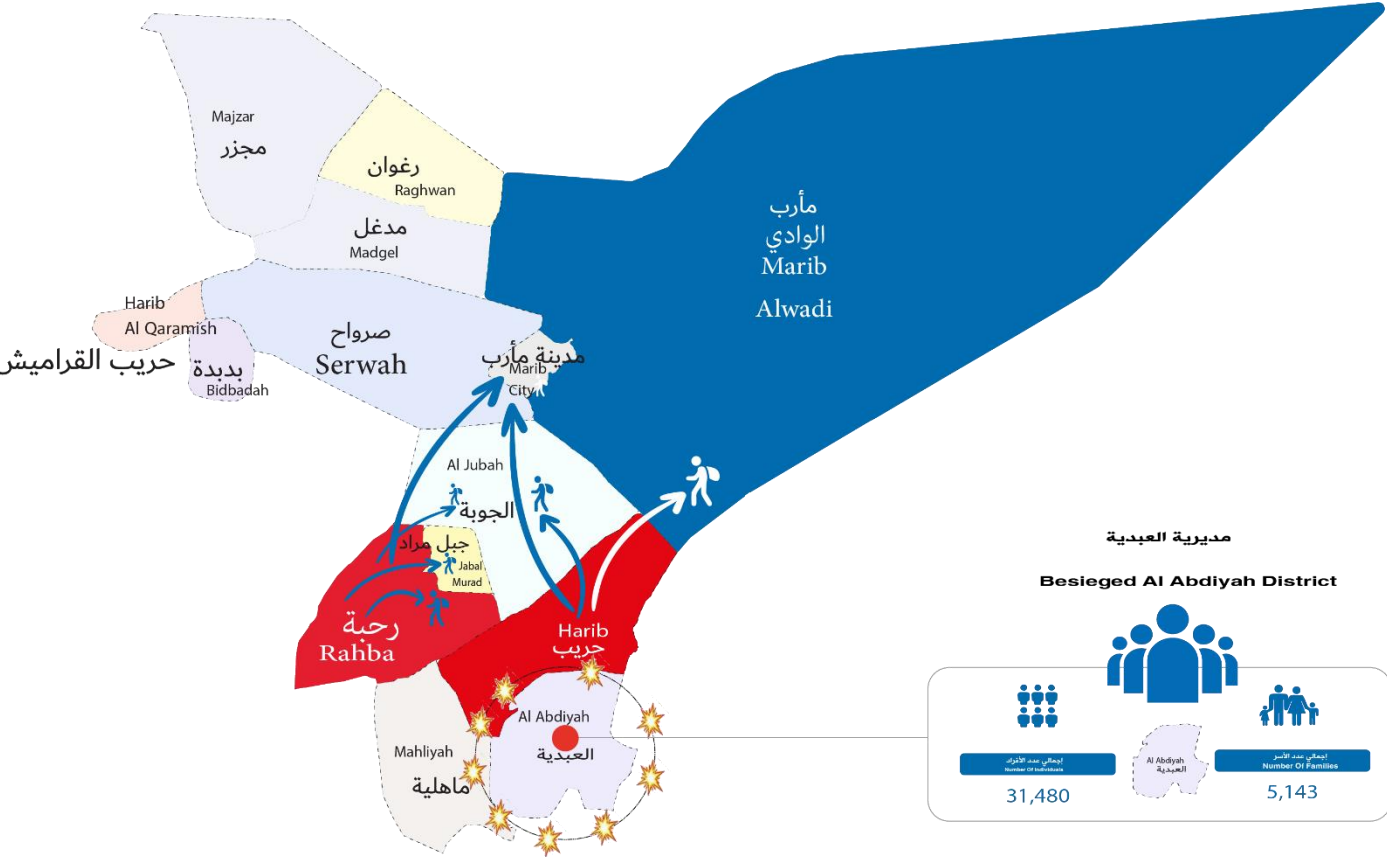 Majzar
مجزر
رغوان
Raghwan
مدغل
Madgel
مأرب
الوادي
Marib
Alwadi
Harib
Al Qaramish
حريب القراميش
بدبدة
Bidbadah
صرواح
Serwah
مدينة مأرب
Marib
City
Al Jubah
الجوبة
جبل مراد
Jabal
Murad
رحبة
Rahba
Harib
حريب
Al Abdiyah
العبدية
Mahliyah
ماهلية
مديرية العبدية
Besieged Al Abdiyah District
إجمالي عدد الأفراد
Number Of Individuals
31,480
Al Abdiyah
العبدية
إجمالي عدد الأسر
Number Of Families
5,143